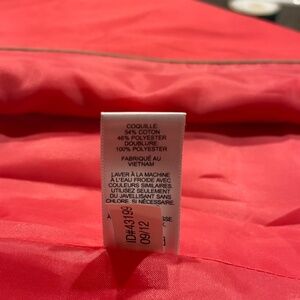 COQUILLE:
54% COTON
46% POLYESTER
DOUBLURE:
100% POLYESTER
FABRIQUÉ AU
VIETNAM
LAVER À LA MACHINE
À L'EAU FROIDE AVEC
COULEURS SIMILAIRES.
UTILISEZ SEULEMENT
DU JAVELLISANT SANS
CHLORE, SI NÉCESSAIRE.
À
ID#43199
09/12